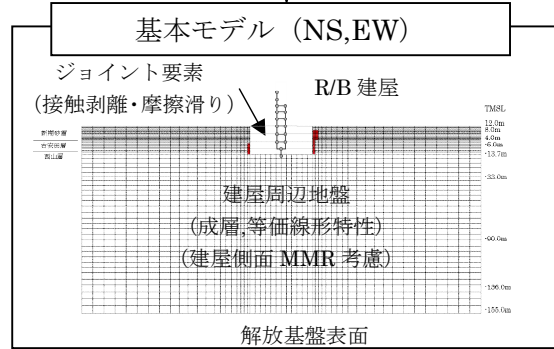 基本モデル (NS,EW)
ジョイント要素
(接触剥離・摩擦滑り)
R/B 建屋
TMSL
12.0m
8.0m
4.0m
-6.0m
-13.7m
-33.0m
-90.0m
-136.0m
-155.0m
新期砂層
古安田層
西山層
建屋周辺地盤
(成層,等価線形特性)
(建屋側面 MMR 考慮)
解放基盤表面